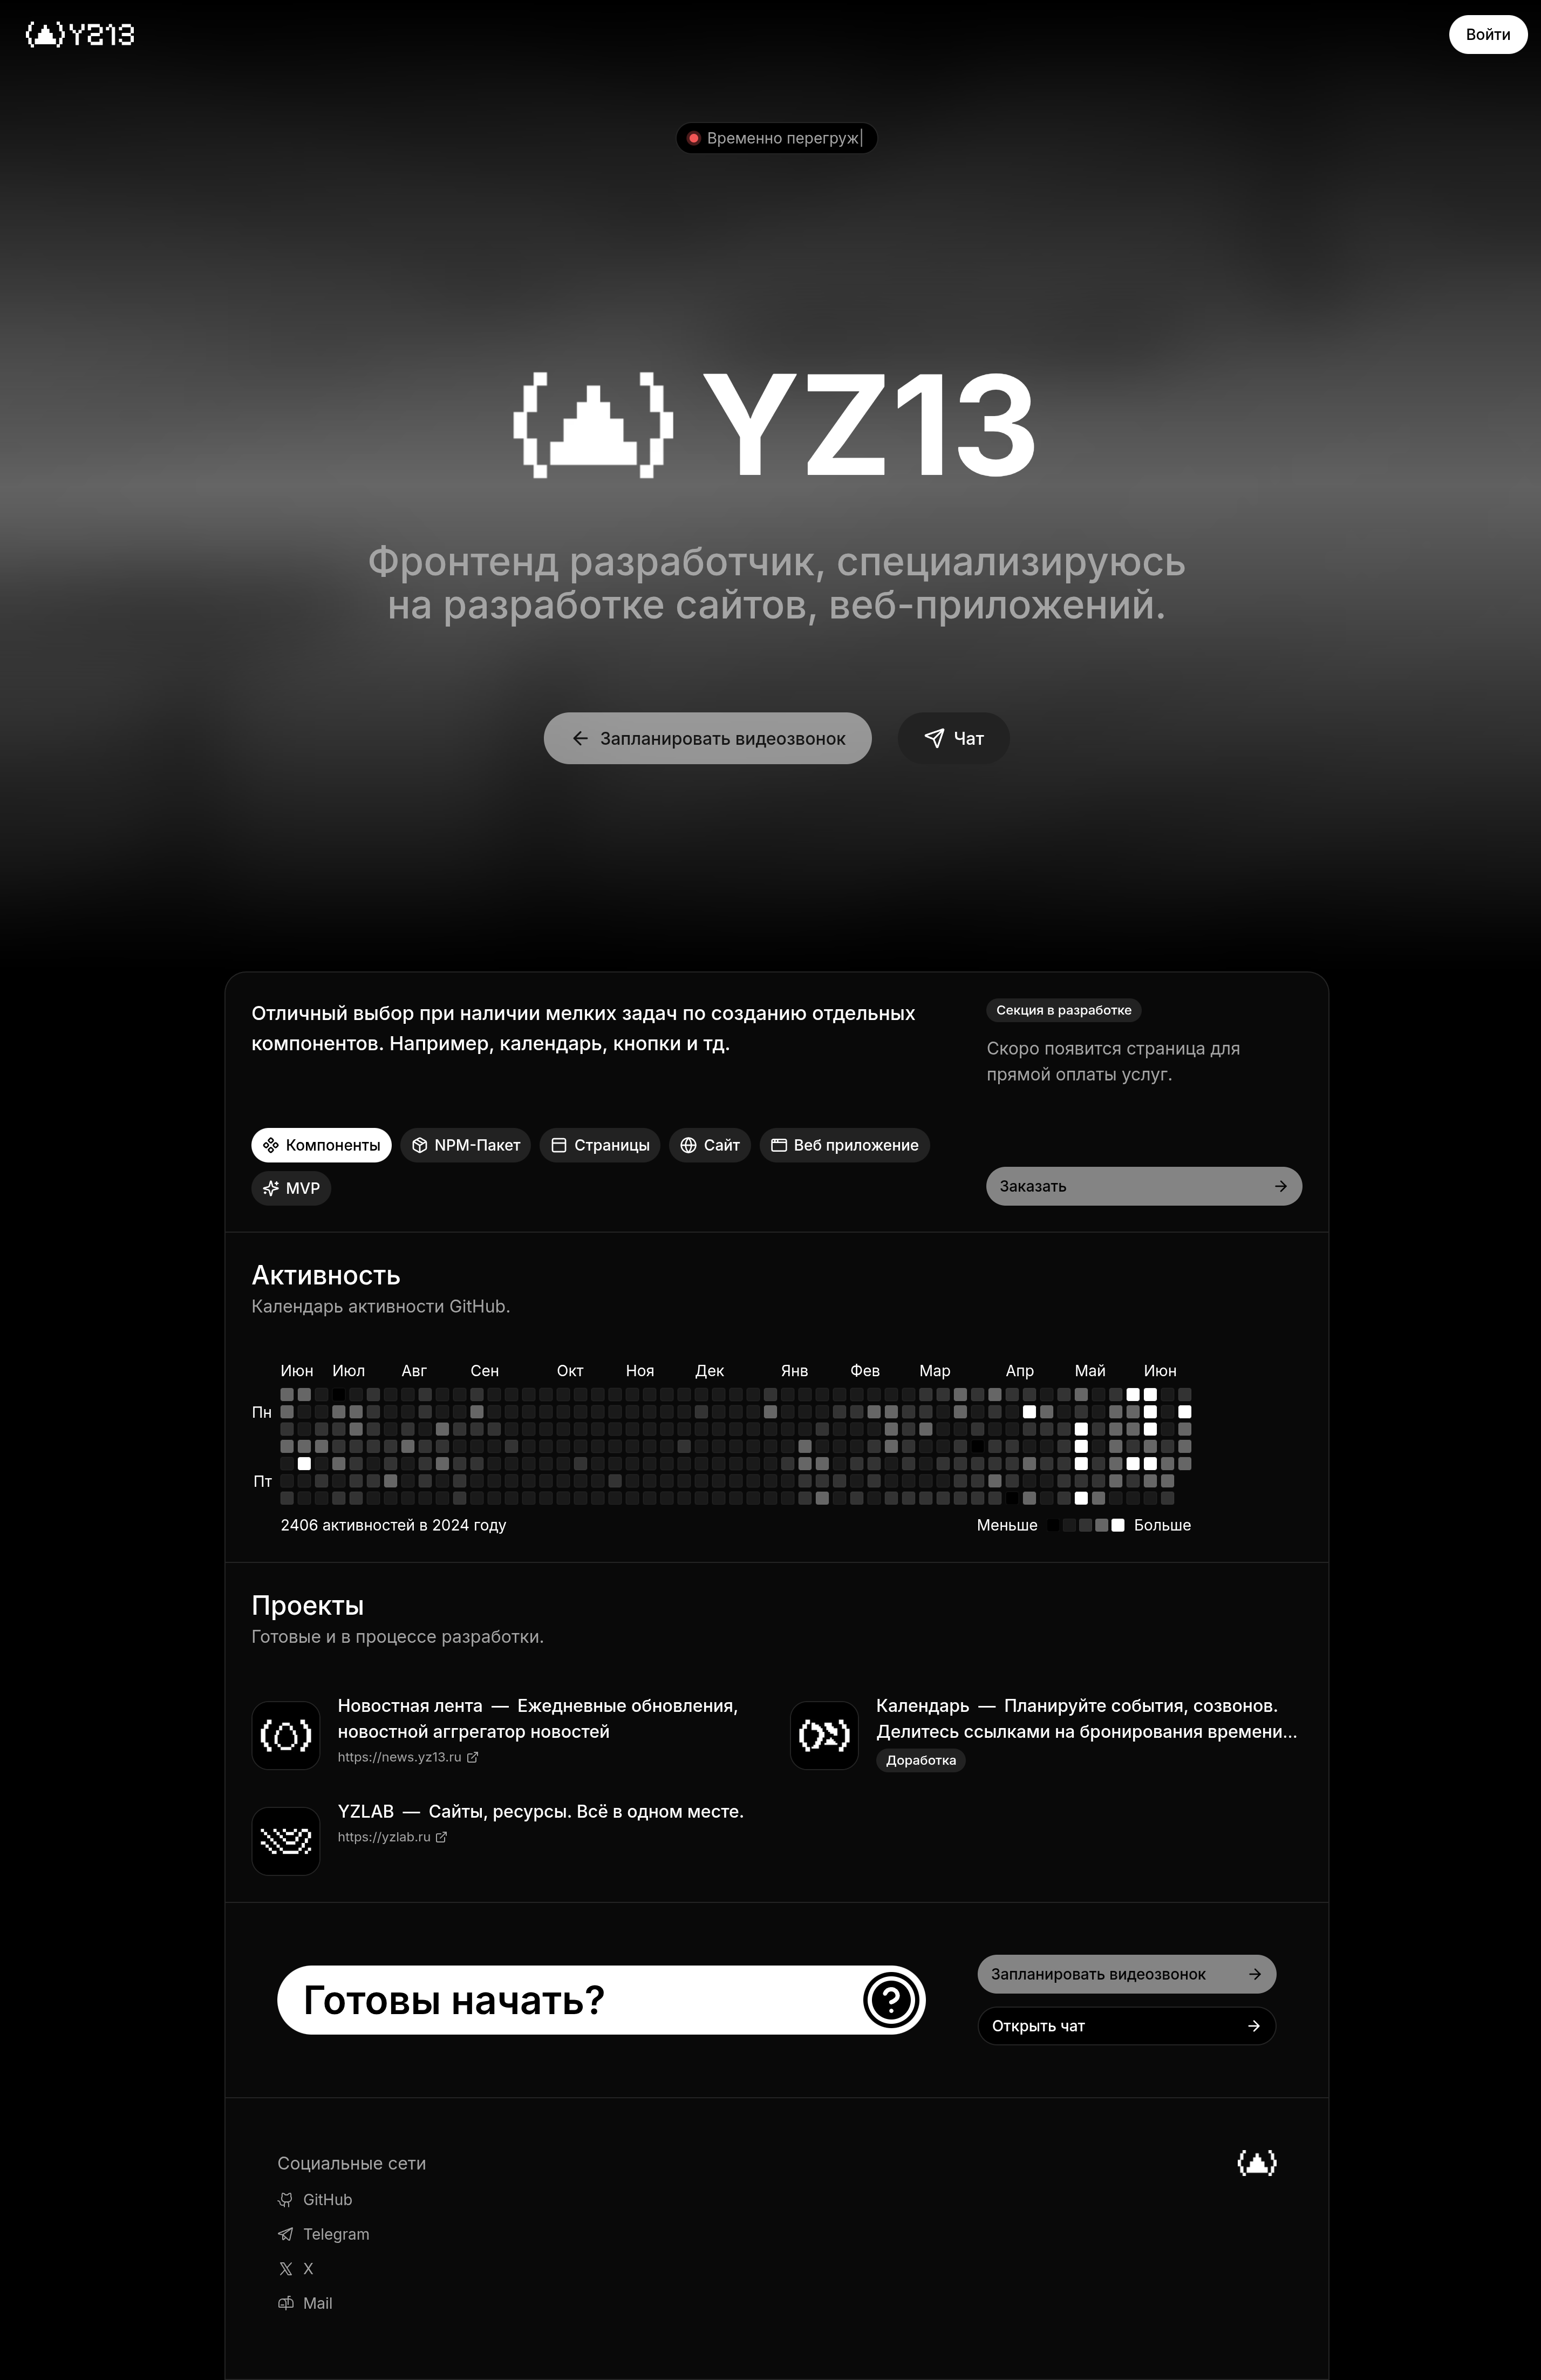 YZ13
Войти
Временно перегруж
YZ13
Фронтенд разработчик, специализируюсь
на разработке сайтов, веб-приложений.
Запланировать видеозвонок
Чат
Отличный выбор при наличии мелких задач по созданию отдельных
компонентов. Например, календарь, кнопки и тд.
Секция в разработке
Скоро появится страница для
прямой оплаты услуг.
Компоненты
NPM-Пакет
Страницы
Сайт
Веб приложение
MVP
Заказать
Активность
Календарь активности GitHub.
Июн Июл Авг Сен Окт Ноя Дек Янв Фев Мар Апр Май Июн
Пн
Пт
2406 активностей в 2024 году
Меньше Больше
Проекты
Готовые и в процессе разработки.
Новостная лента — Ежедневные обновления,
новостной аггрегатор новостей
https://news.yz13.ru
Календарь — Планируйте события, созвонов.
Делитесь ссылками на бронирования времени...
Доработка
YZLAB — Сайты, ресурсы. Всё в одном месте.
https://yzlab.ru
Готовы начать?
Запланировать видеозвонок
Открыть чат
Социальные сети
GitHub
Telegram
X
Mail